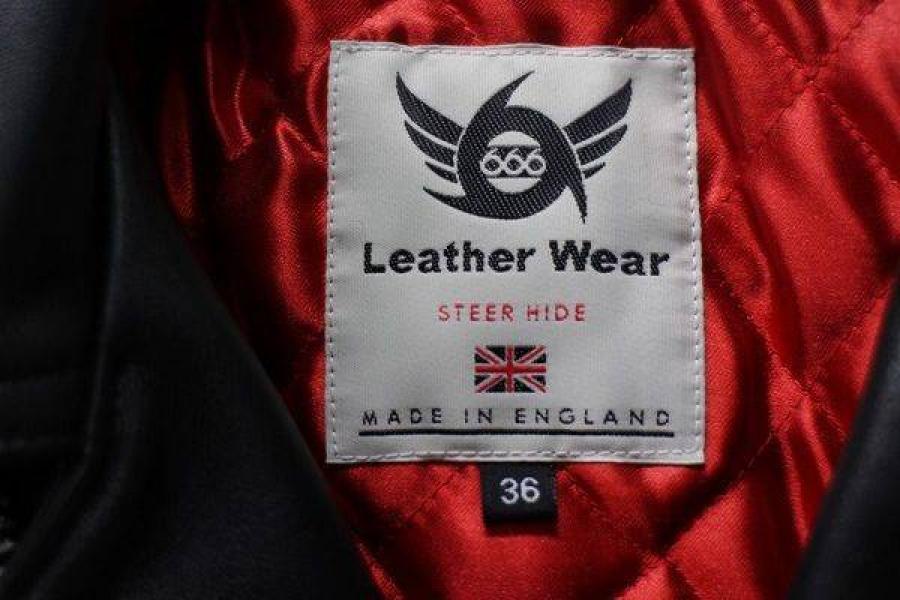 666
Leather Wear
STEER HIDE
MADE IN ENGLAND
36